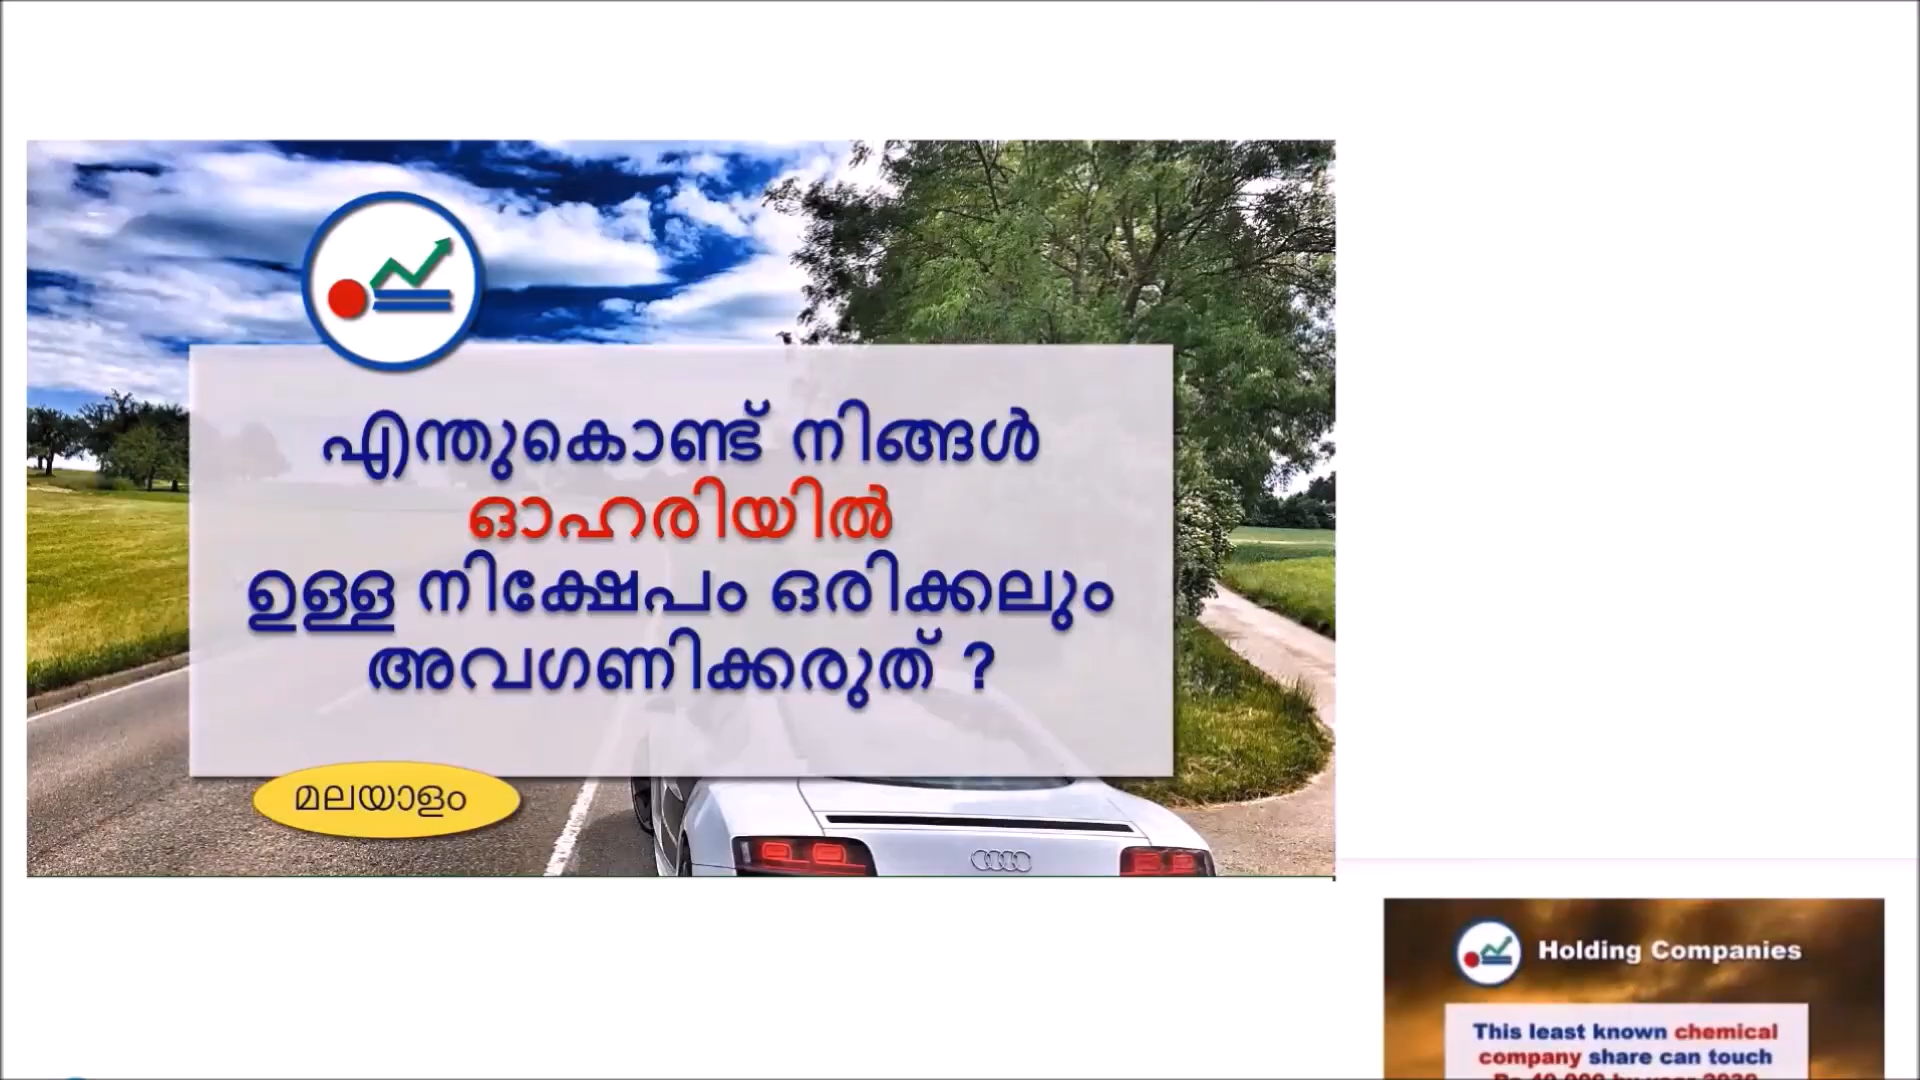 എന്തുകൊണ്ട് നിങ്ങൾ
ഓഹരിയിൽ
ഉള്ള നിക്ഷേപം ഒരിക്കലും
അവഗണിക്കരുത് ?
മലയാളം
Holding Companies
This least known chemical
company share can touch